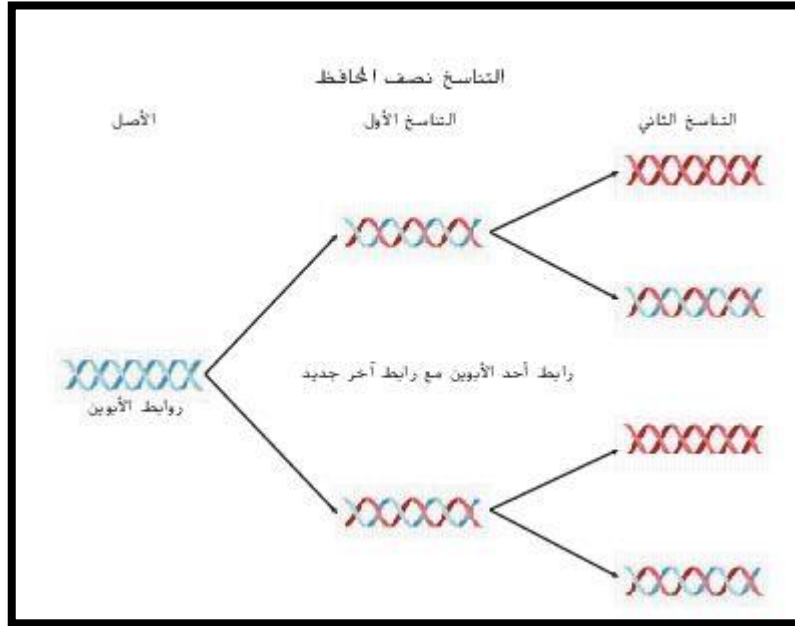 التناسخ نصف المحافظ
الأصل
التناسخ الأول
التناسخ الثاني
رابط أحد الأبوين مع رابط آخر جديد
روابط الأبوين